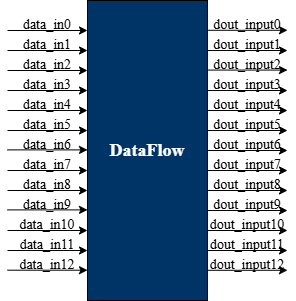 data_in0 dout_input0
data_in1 dout_input1
data_in2 dout_input2
data_in3 dout_input3
data_in4 dout_input4
data_in5 dout_input5
data_in6 dout_input6
DataFlow
data_in7 dout_input7
data_in8 dout_input8
data_in9 dout_input9
data_in10 dout_input10
data_in11 dout_input11
data_in12 dout_input12